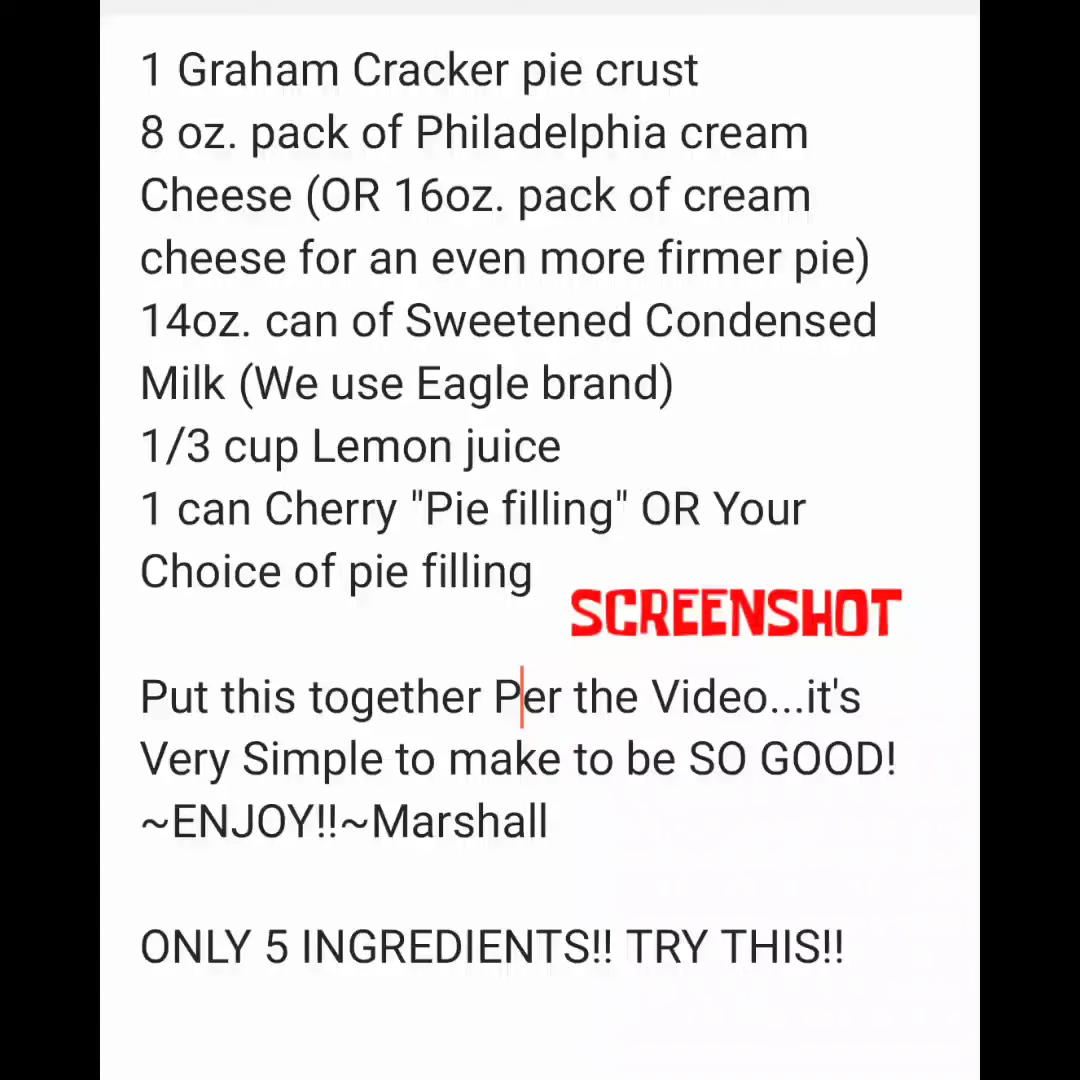 1 Graham Cracker pie crust
8 oz. pack of Philadelphia cream
Cheese (OR 16oz. pack of cream
cheese for an even more firmer pie)
14oz. can of Sweetened Condensed
Milk (We use Eagle brand)
1/3 cup Lemon juice
1 can Cherry "Pie filling" OR Your
Choice of pie filling
SCREENSHOT
Put this together Per the Video...it's
Very Simple to make to be SO GOOD!
~ENJOY!!~Marshall
ONLY 5 INGREDIENTS!! TRY THIS!!